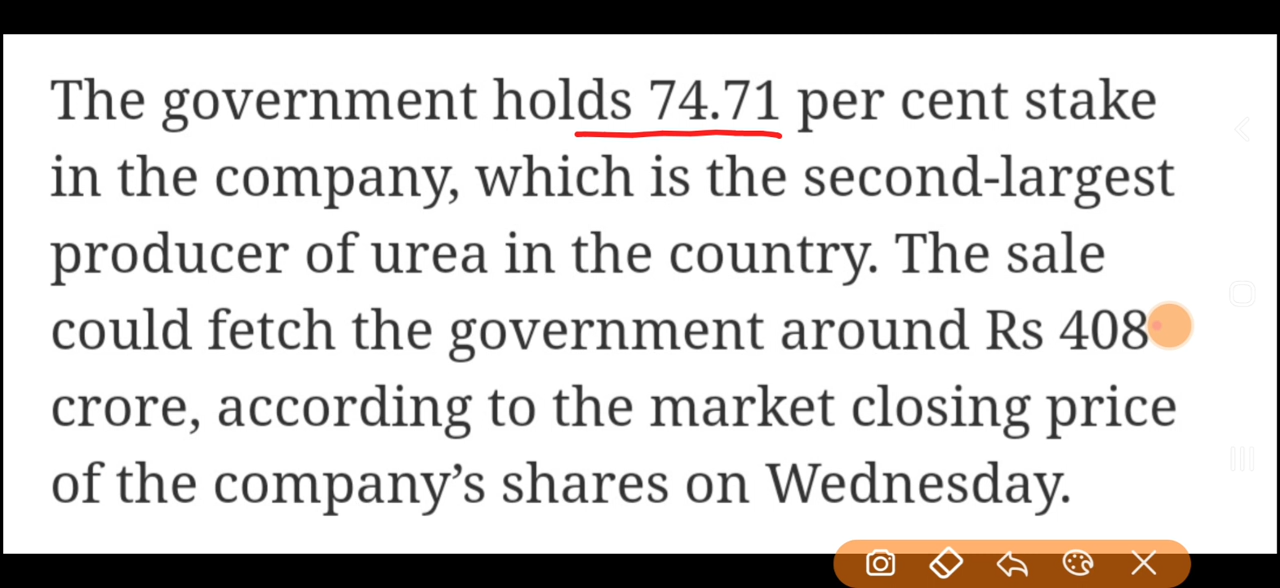 The government holds 74.71 per cent stake
in the company, which is the second-largest
producer of urea in the country. The sale
could fetch the government around Rs 408
crore, according to the market closing price
of the company’s shares on Wednesday.